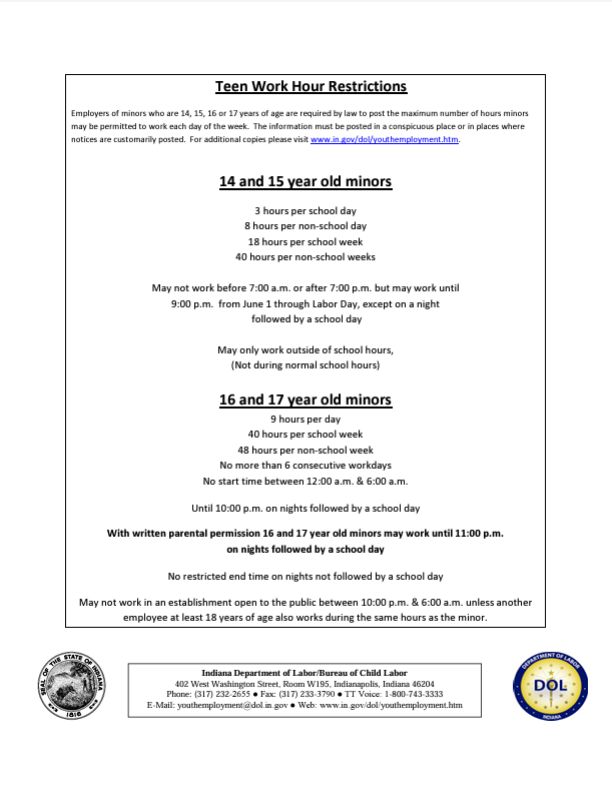 Teen Work Hour Restrictions
Employers of minors who are 14, 15, 16 or 17 years of age are required by law to post the maximum number of hours minors
may be permitted to work each day of the week. The information must be posted in a conspicuous place or in places where
notices are customarily posted. For additional copies please visit www.in.gov/dol/youthemployment.htm.
14 and 15 year old minors
3 hours per school day
8 hours per non-school day
18 hours per school week
40 hours per non-school weeks
May not work before 7:00 a.m. or after 7:00 p.m. but may work until
9:00 p.m. from June 1 through Labor Day, except on a night
followed by a school day
May only work outside of school hours,
(Not during normal school hours)
16 and 17 year old minors
9 hours per day
40 hours per school week
48 hours per non-school week
No more than 6 consecutive workdays
No start time between 12:00 a.m. & 6:00 a.m.
Until 10:00 p.m. on nights followed by a school day
With written parental permission 16 and 17 year old minors may work until 11:00 p.m.
on nights followed by a school day
No restricted end time on nights not followed by a school day
May not work in an establishment open to the public between 10:00 p.m. & 6:00 a.m. unless another
employee at least 18 years of age also works during the same hours as the minor.
SEAL OF THE STATE OF INDIANA
1816
Indiana Department of Labor/Bureau of Child Labor
402 West Washington Street, Room W195, Indianapolis, Indiana 46204
Phone: (317) 232-2655 ● Fax: (317) 233-3790 ● TT Voice: 1-800-743-3333
E-Mail: youthemployment@dol.in.gov ● Web: www.in.gov/dol/youthemployment.htm
DEPARTMENT OF LABOR
DOL
INDIANA